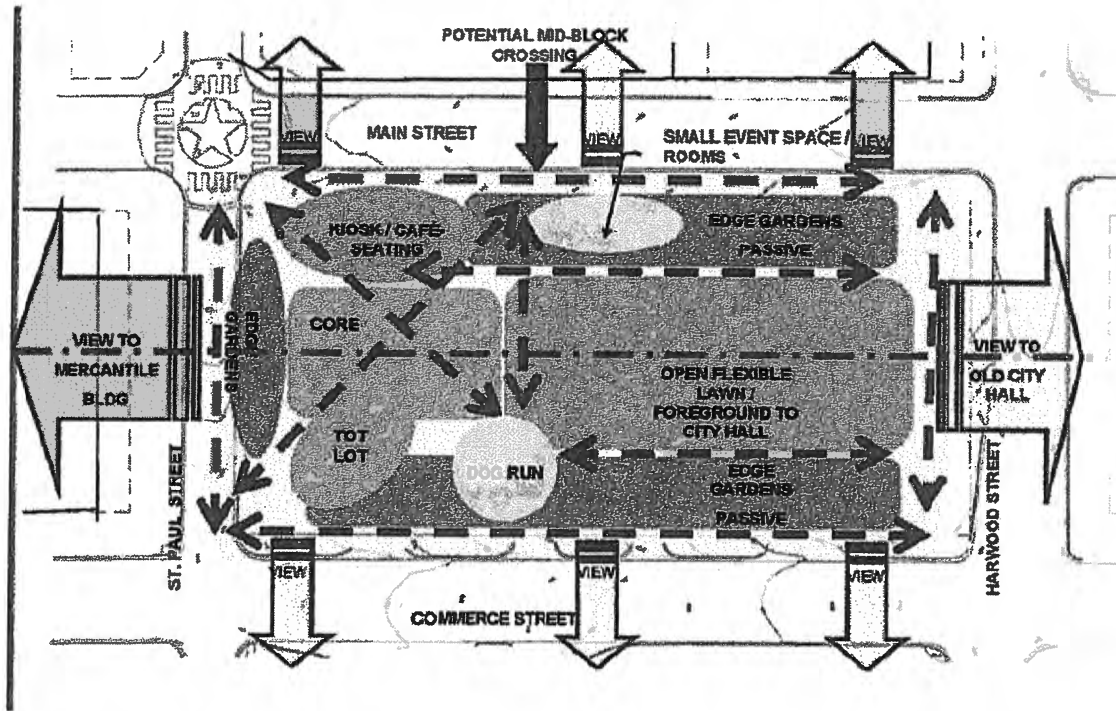 POTENTIAL MID-BLOCK
CROSSING
VIEW
MAIN STREET
VIEW
SMALL EVENT SPACE /
ROOMS
VIEW
KIOSK / CAFE
SEATING
EDGE GARDENS
PASSIVE
EDGE
GARDENS
CORE
VIEW TO
MERCANTILE
BLDG
OPEN FLEXIBLE
LAWN /
FOREGROUND TO
CITY HALL
VIEW TO
OLD CITY
HALL
TOT
LOT
DOG RUN
EDGE
GARDENS
PASSIVE
ST. PAUL STREET
HARWOOD STREET
VIEW
VIEW
VIEW
COMMERCE STREET